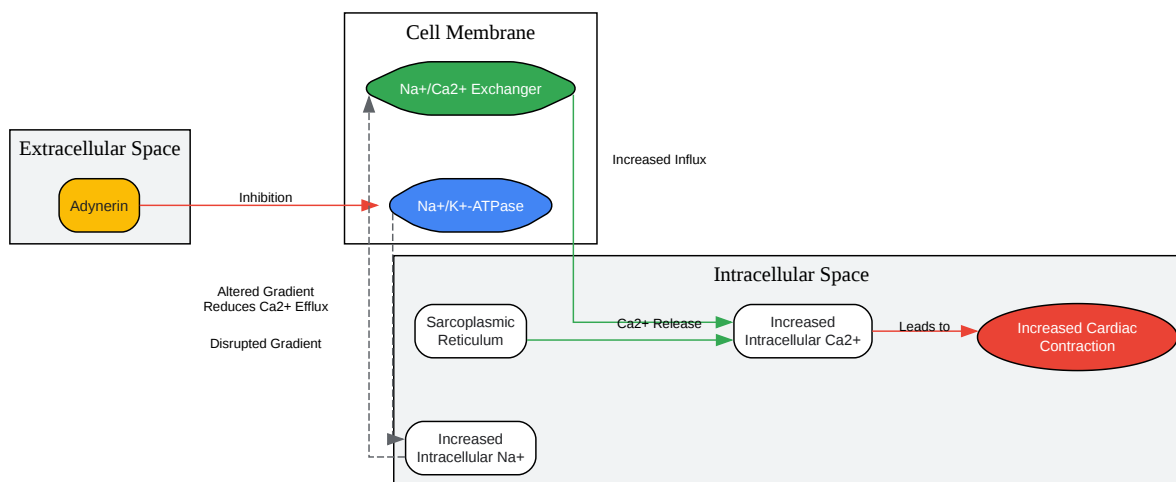 Cell Membrane
Na+/Ca2+ Exchanger
Extracellular Space
Increased Influx
Adynerin
Inhibition
Na+/K+-ATPase
Intracellular Space
Altered Gradient
Reduces Ca2+ Efflux
Disrupted Gradient
Sarcoplasmic
Reticulum
Ca2+ Release
Increased
Intracellular Ca2+
Leads to
Increased Cardiac
Contraction
Increased
Intracellular Na+